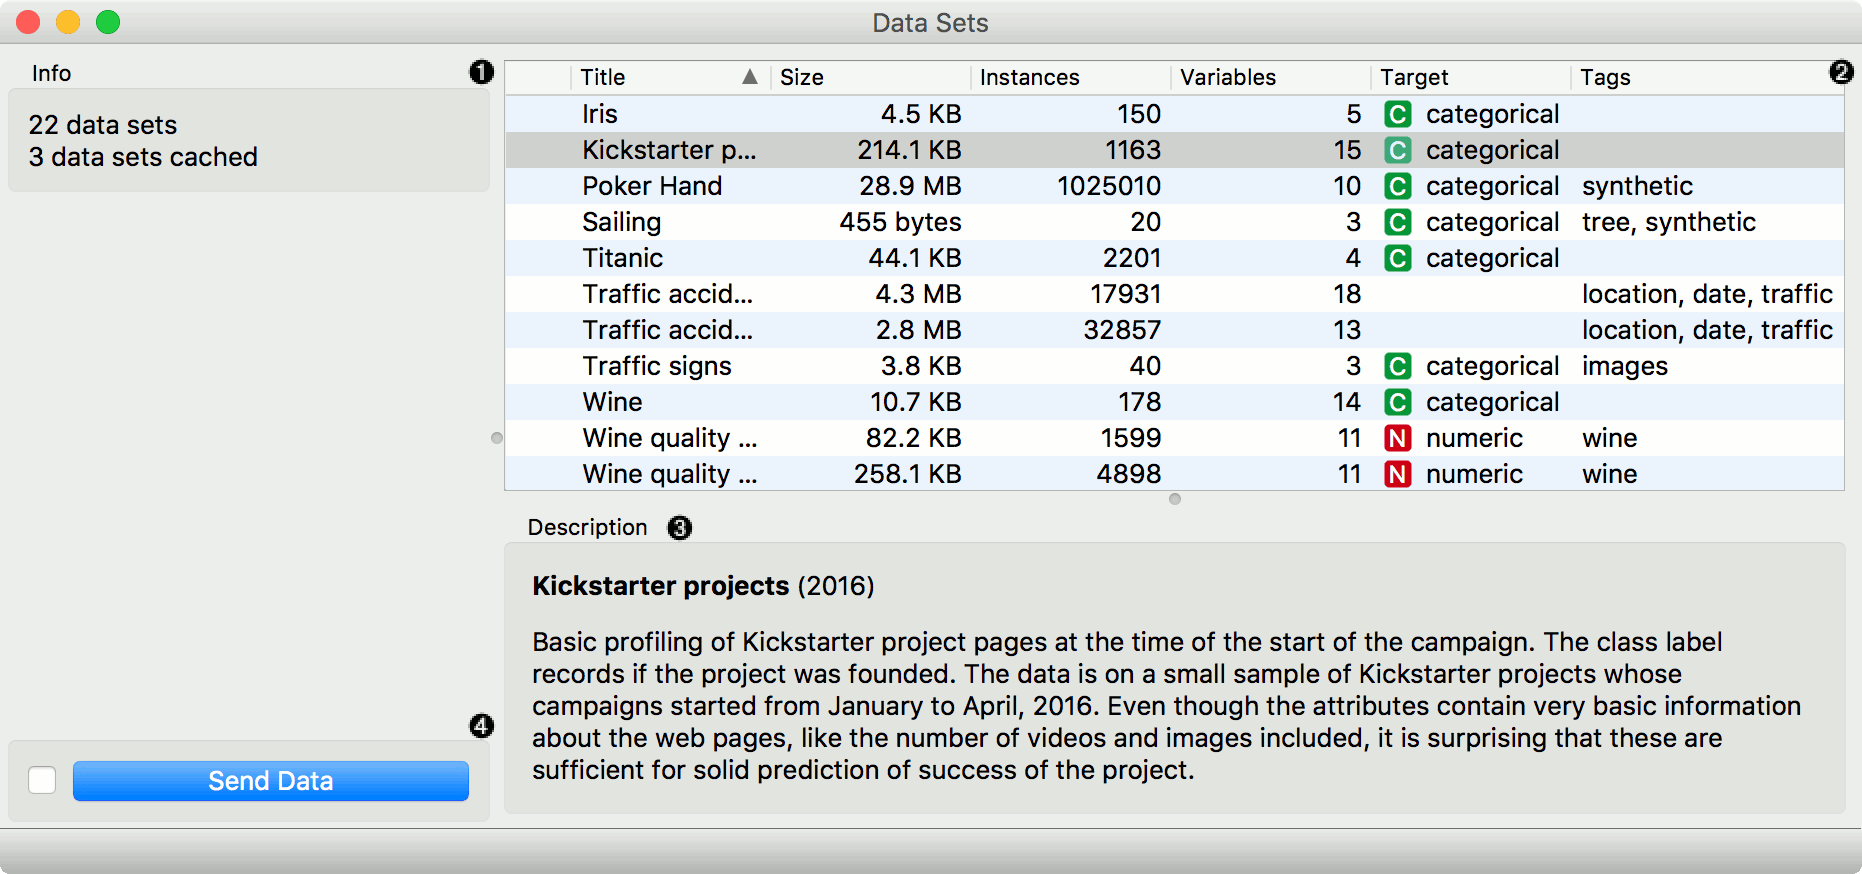 Data Sets
Info ❶
22 data sets
3 data sets cached
Title ▲ Size Instances Variables Target Tags ❷
Iris 4.5 KB 150 5 C categorical
Kickstarter p... 214.1 KB 1163 15 C categorical
Poker Hand 28.9 MB 1025010 10 C categorical synthetic
Sailing 455 bytes 20 3 C categorical tree, synthetic
Titanic 44.1 KB 2201 4 C categorical
Traffic accid... 4.3 MB 17931 18 location, date, traffic
Traffic accid... 2.8 MB 32857 13 location, date, traffic
Traffic signs 3.8 KB 40 3 C categorical images
Wine 10.7 KB 178 14 C categorical
Wine quality ... 82.2 KB 1599 11 N numeric wine
Wine quality ... 258.1 KB 4898 11 N numeric wine
Description ❸
Kickstarter projects (2016)
Basic profiling of Kickstarter project pages at the time of the start of the campaign. The class label
records if the project was founded. The data is on a small sample of Kickstarter projects whose
campaigns started from January to April, 2016. Even though the attributes contain very basic information
about the web pages, like the number of videos and images included, it is surprising that these are
sufficient for solid prediction of success of the project.
❹
Send Data